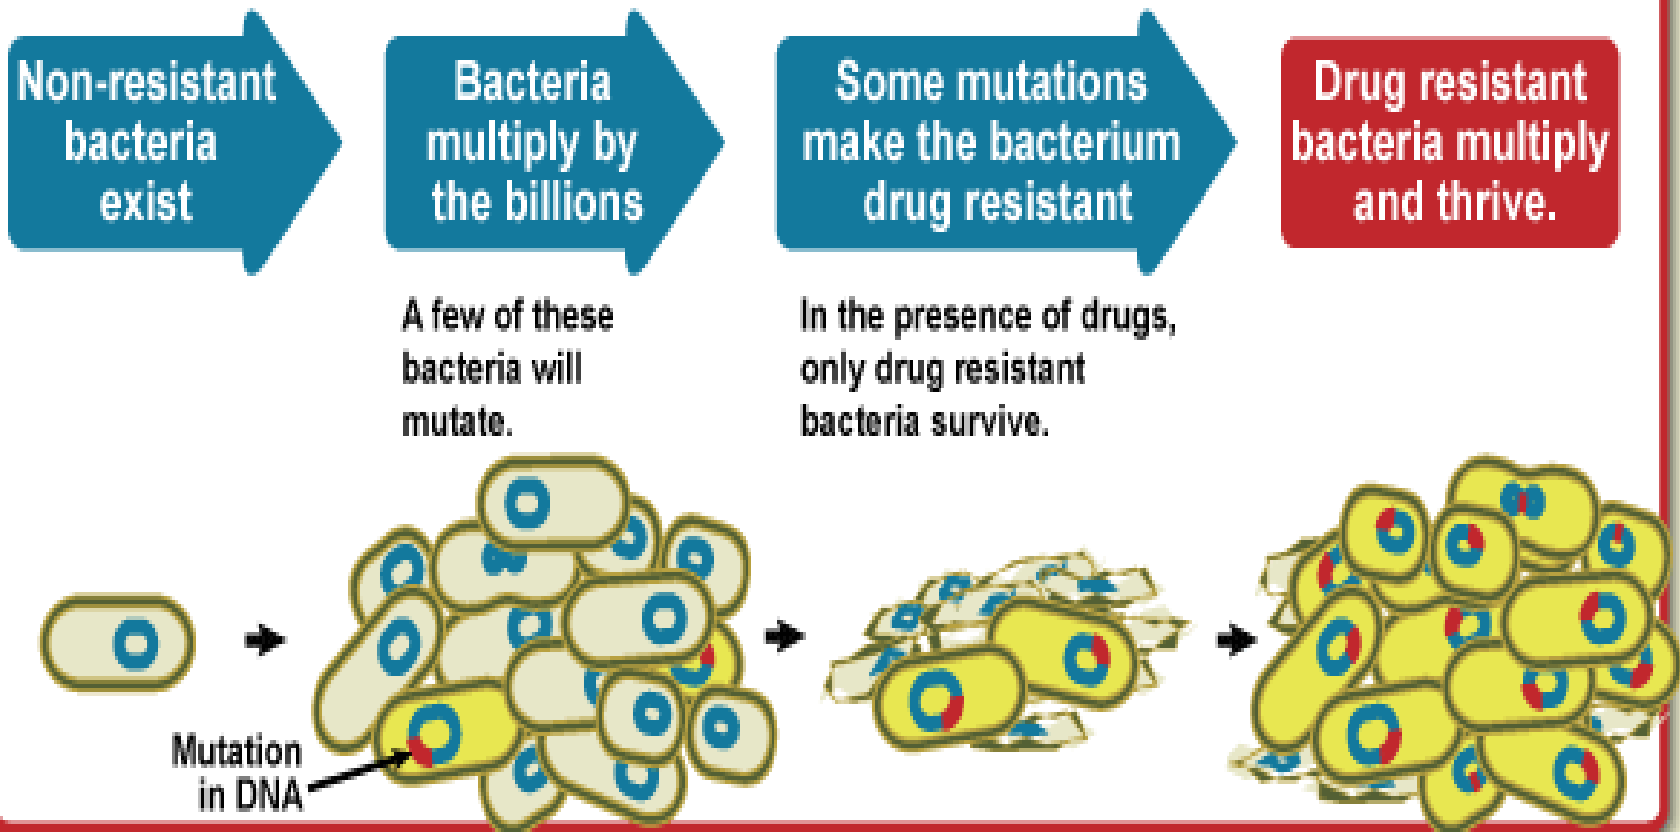 Non-resistant
bacteria
exist
Bacteria
multiply by
the billions
Some mutations
make the bacterium
drug resistant
Drug resistant
bacteria multiply
and thrive.
A few of these
bacteria will
mutate.
In the presence of drugs,
only drug resistant
bacteria survive.
Mutation
in DNA